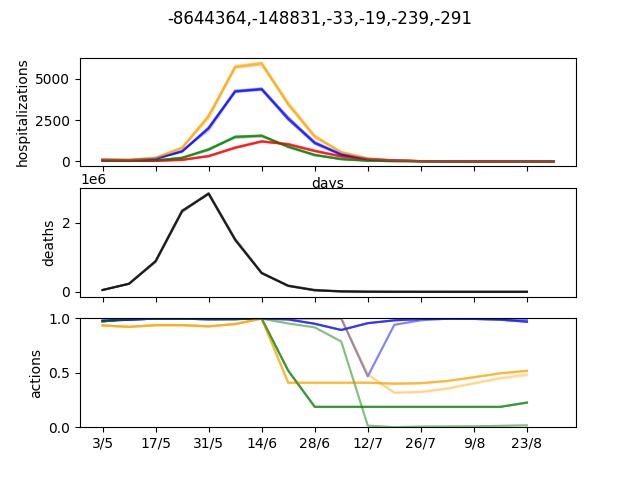 -8644364,-148831,-33,-19,-239,-291
hospitalizations
5000
2500
0
days
1e6
deaths
2
0
actions
1.0
0.5
0.0
3/5 17/5 31/5 14/6 28/6 12/7 26/7 9/8 23/8